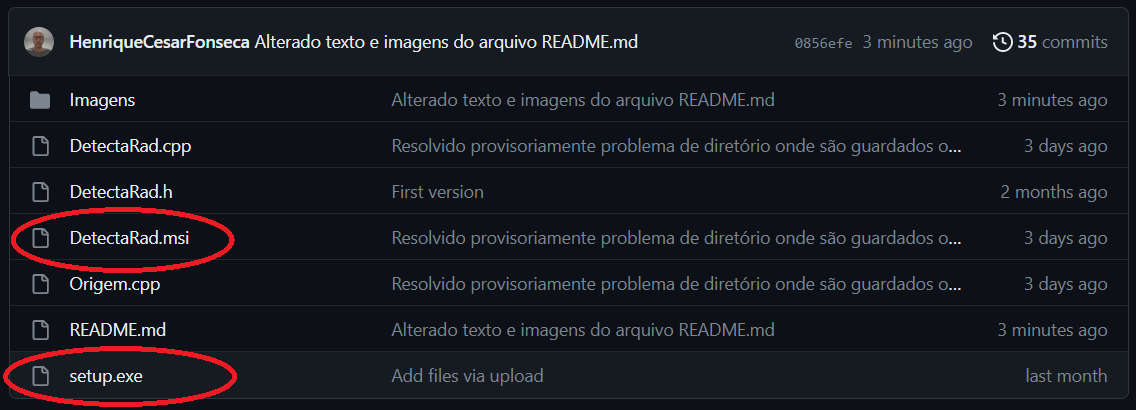 HenriqueCesarFonseca Alterado texto e imagens do arquivo README.md 0856efe 3 minutes ago 35 commits
Imagens Alterado texto e imagens do arquivo README.md 3 minutes ago
DetectaRad.cpp Resolvido provisoriamente problema de diretório onde são guardados o... 3 days ago
DetectaRad.h First version 2 months ago
DetectaRad.msi Resolvido provisoriamente problema de diretório onde são guardados o... 3 days ago
Origem.cpp Resolvido provisoriamente problema de diretório onde são guardados o... 3 days ago
README.md Alterado texto e imagens do arquivo README.md 3 minutes ago
setup.exe Add files via upload last month